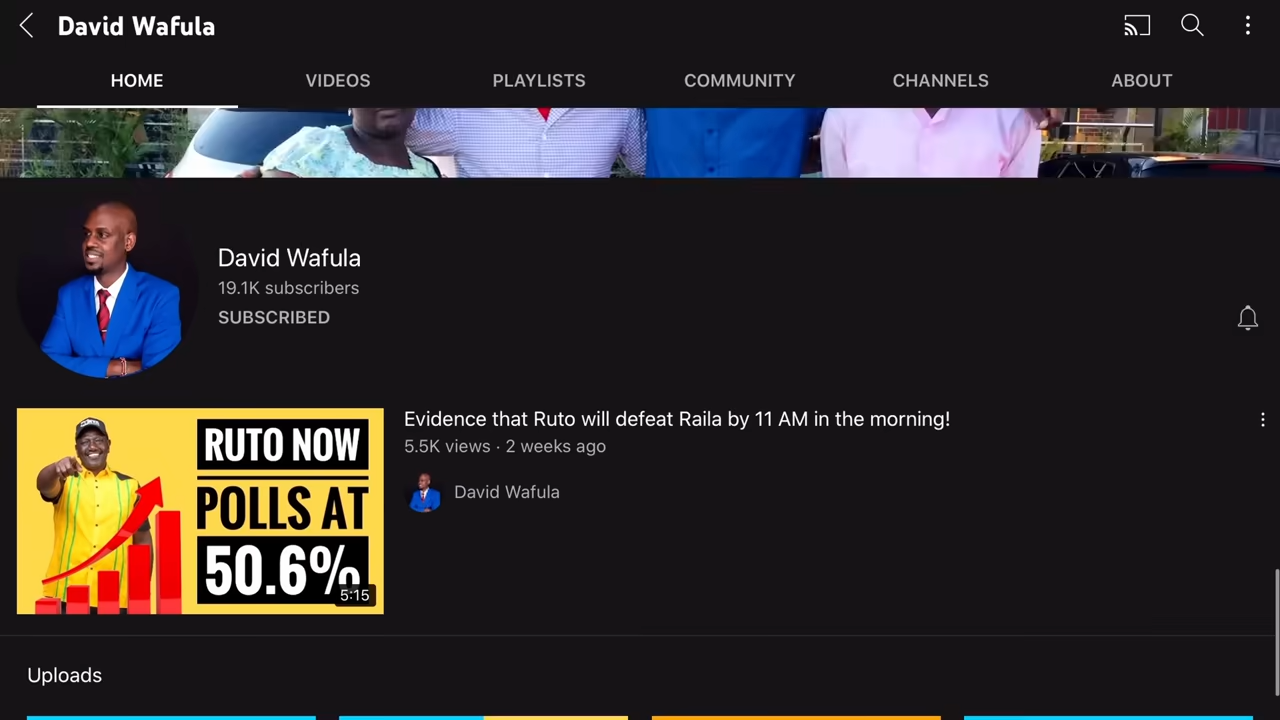 David Wafula
HOME VIDEOS PLAYLISTS COMMUNITY CHANNELS ABOUT
David Wafula
19.1K subscribers
SUBSCRIBED
RUTO NOW
POLLS AT
50.6%
5:15
Evidence that Ruto will defeat Raila by 11 AM in the morning!
5.5K views · 2 weeks ago
David Wafula
Uploads